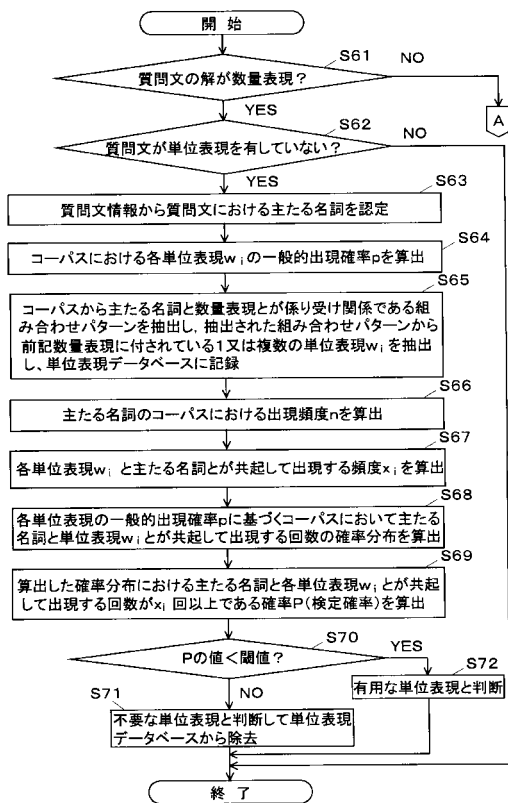 開 始
S61
NO
質問文の解が数量表現？
YES
A
S62
NO
質問文が単位表現を有していない？
YES
S63
質問文情報から質問文における主たる名詞を認定
S64
コーパスにおける各単位表現wiの一般的出現確率pを算出
S65
コーパスから主たる名詞と数量表現とが係り受け関係である組
み合わせパターンを抽出し，抽出された組み合わせパターンから
前記数量表現に付されている１又は複数の単位表現wiを抽出
し、単位表現データベースに記録
S66
主たる名詞のコーパスにおける出現頻度nを算出
S67
各単位表現wiと主たる名詞とが共起して出現する頻度xiを算出
S68
各単位表現の一般的出現確率pに基づくコーパスにおいて主たる
名詞と単位表現wiとが共起して出現する回数の確率分布を算出
S69
算出した確率分布における主たる名詞と各単位表現wiとが共起
して出現する回数がxi回以上である確率P（検定確率）を算出
S70
Pの値＜閾値？
YES
S72
有用な単位表現と判断
NO
S71
不要な単位表現と判断して単位表現
データベースから除去
終 了